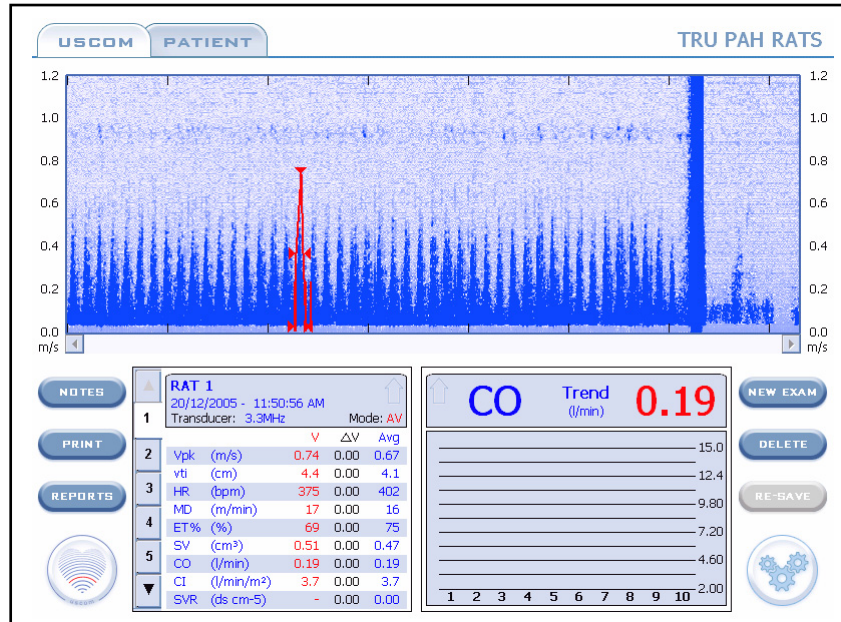 USCOM PATIENT TRU PAH RATS
1.2 1.2
1.0 1.0
0.8 0.8
0.6 0.6
0.4 0.4
0.2 0.2
0.0 0.0
m/s m/s
NOTES
PRINT
REPORTS
uscom
1
2
3
4
5
RAT 1
20/12/2005 - 11:50:56 AM
Transducer: 3.3MHz Mode: AV
V ΔV Avg
Vpk (m/s) 0.74 0.00 0.67
vti (cm) 4.4 0.00 4.1
HR (bpm) 375 0.00 402
MD (m/min) 17 0.00 16
ET% (%) 69 0.00 75
SV (cm³) 0.51 0.00 0.47
CO (l/min) 0.19 0.00 0.19
CI (l/min/m²) 3.7 0.00 3.7
SVR (ds cm-5) - 0.00 0.00
CO Trend 0.19
(l/min)
15.0
12.4
9.80
7.20
4.60
2.00
1 2 3 4 5 6 7 8 9 10
NEW EXAM
DELETE
RE-SAVE